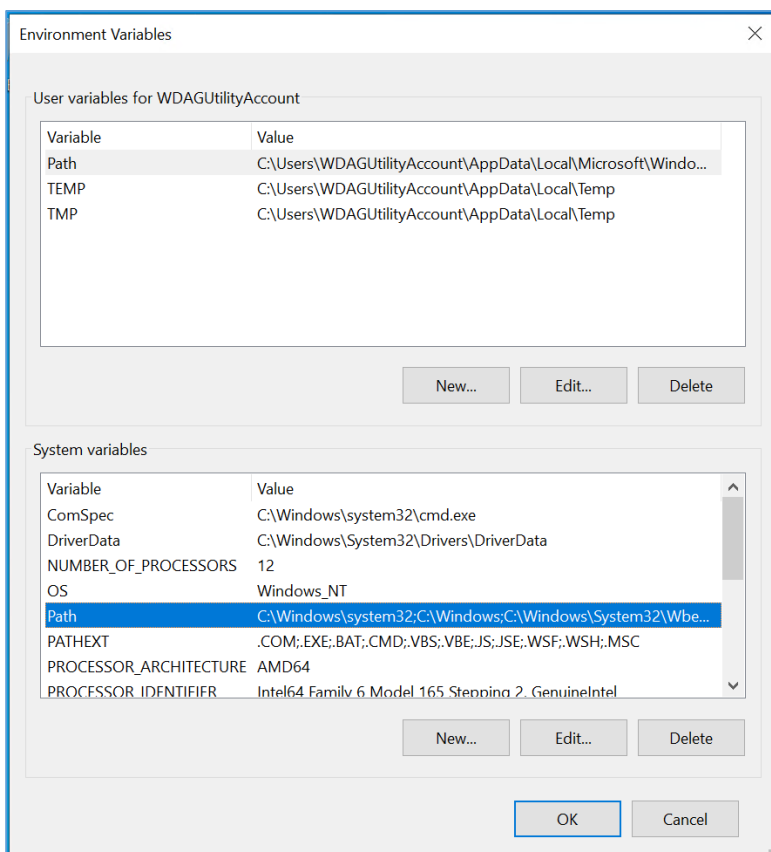 Environment Variables
User variables for WDAGUtilityAccount
Variable Value
Path C:\Users\WDAGUtilityAccount\AppData\Local\Microsoft\Windo...
TEMP C:\Users\WDAGUtilityAccount\AppData\Local\Temp
TMP C:\Users\WDAGUtilityAccount\AppData\Local\Temp
New... Edit... Delete
System variables
Variable Value
ComSpec C:\Windows\system32\cmd.exe
DriverData C:\Windows\System32\Drivers\DriverData
NUMBER_OF_PROCESSORS 12
OS Windows_NT
Path C:\Windows\system32;C:\Windows;C:\Windows\System32\Wbe...
PATHEXT .COM;.EXE;.BAT;.CMD;.VBS;.VBE;.JS;.JSE;.WSF;.WSH;.MSC
PROCESSOR_ARCHITECTURE AMD64
PROCESSOR_IDENTIFIER Intel64 Family 6 Model 165 Stepping 2, GenuineIntel
New... Edit... Delete
OK Cancel